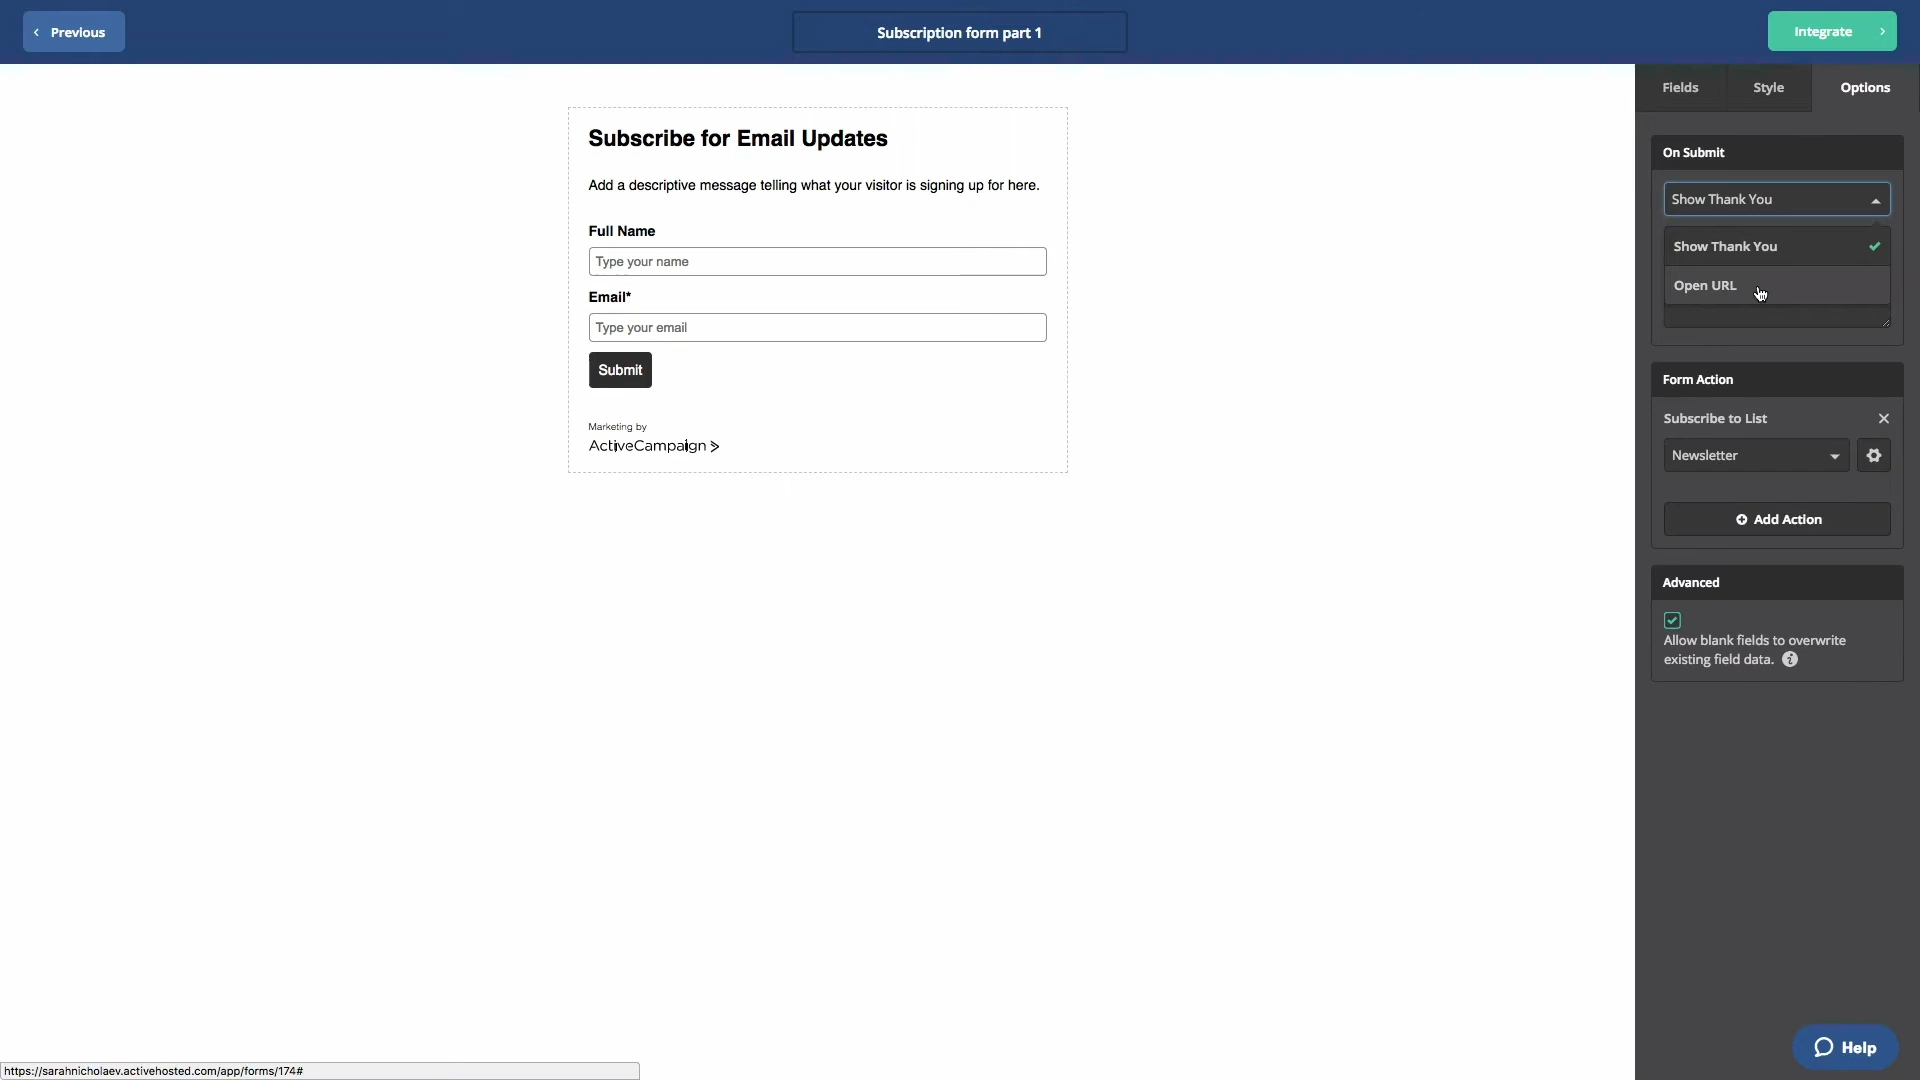 Previous
Subscription form part 1
Integrate
Fields
Style
Options
Subscribe for Email Updates
Add a descriptive message telling what your visitor is signing up for here.
Full Name
Type your name
Email*
Type your email
Submit
Marketing by
ActiveCampaign >
On Submit
Show Thank You
Show Thank You
Open URL
Form Action
Subscribe to List
Newsletter
Add Action
Advanced
Allow blank fields to overwrite
existing field data.
Help
https://sarahnicholaev.activehosted.com/app/forms/174#